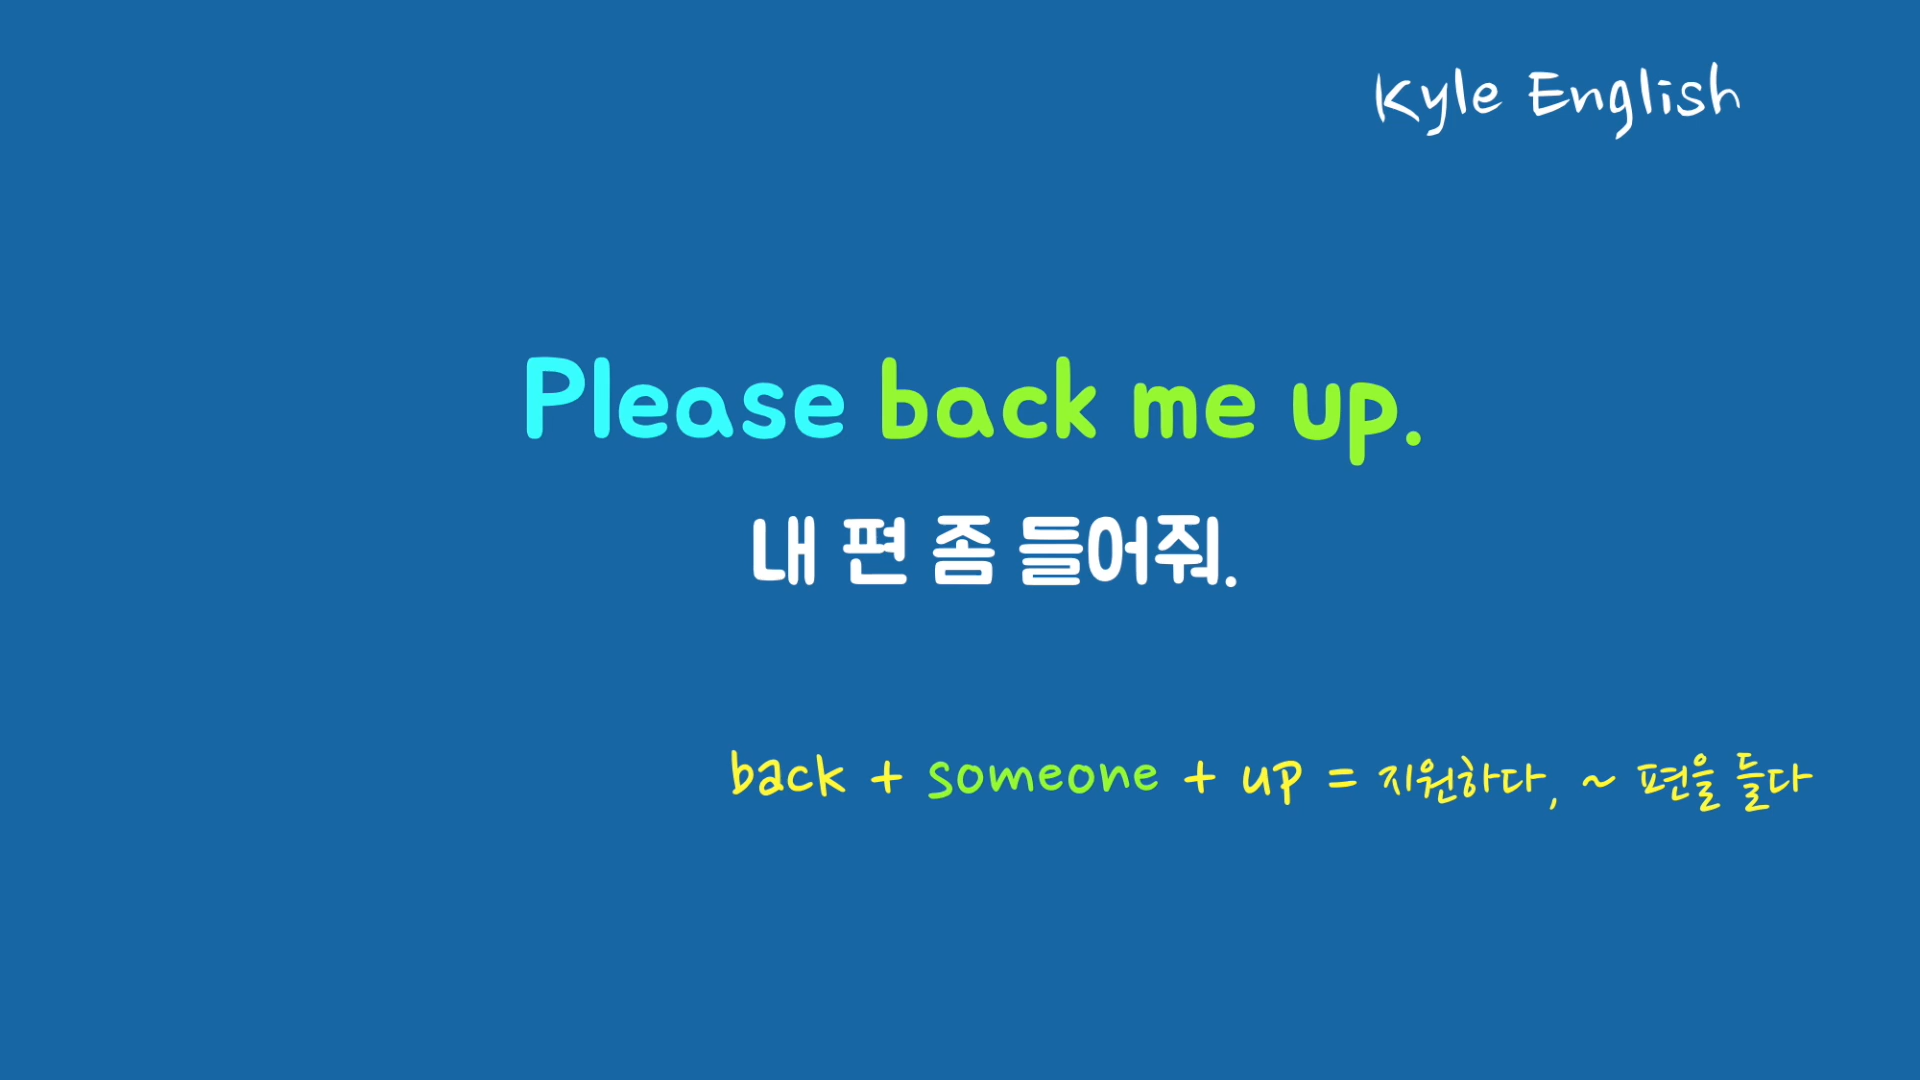 Kyle English
Please back me up.
내 편 좀 들어줘.
back + someone + up = 지원하다, ~ 편을 들다